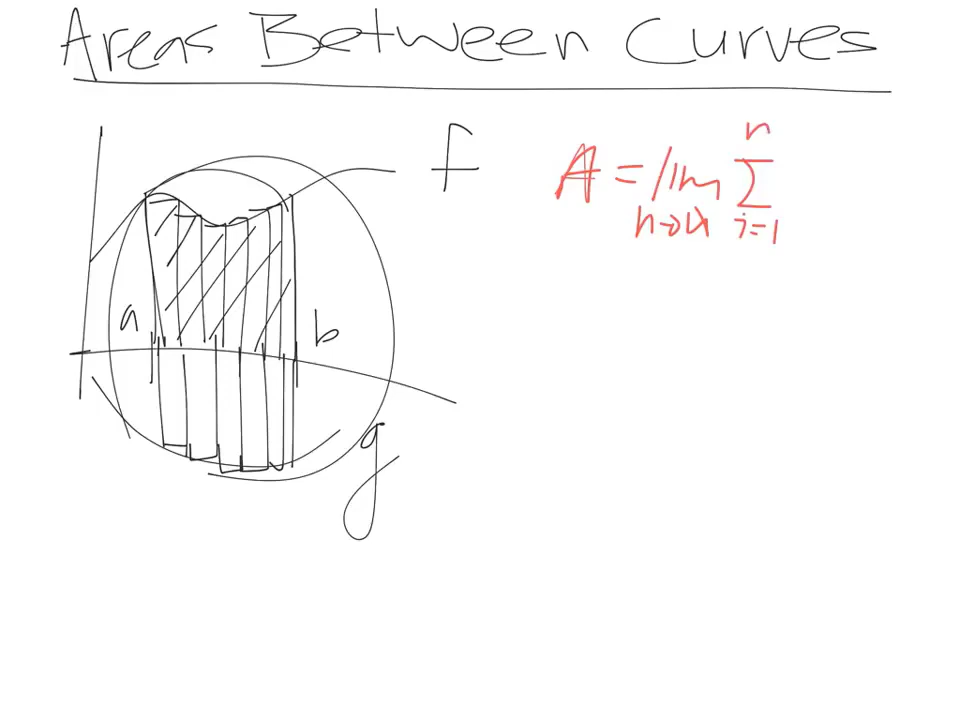 Areas Between Curves
f
A = lim n→∞ n Σ i=1
a
b
g